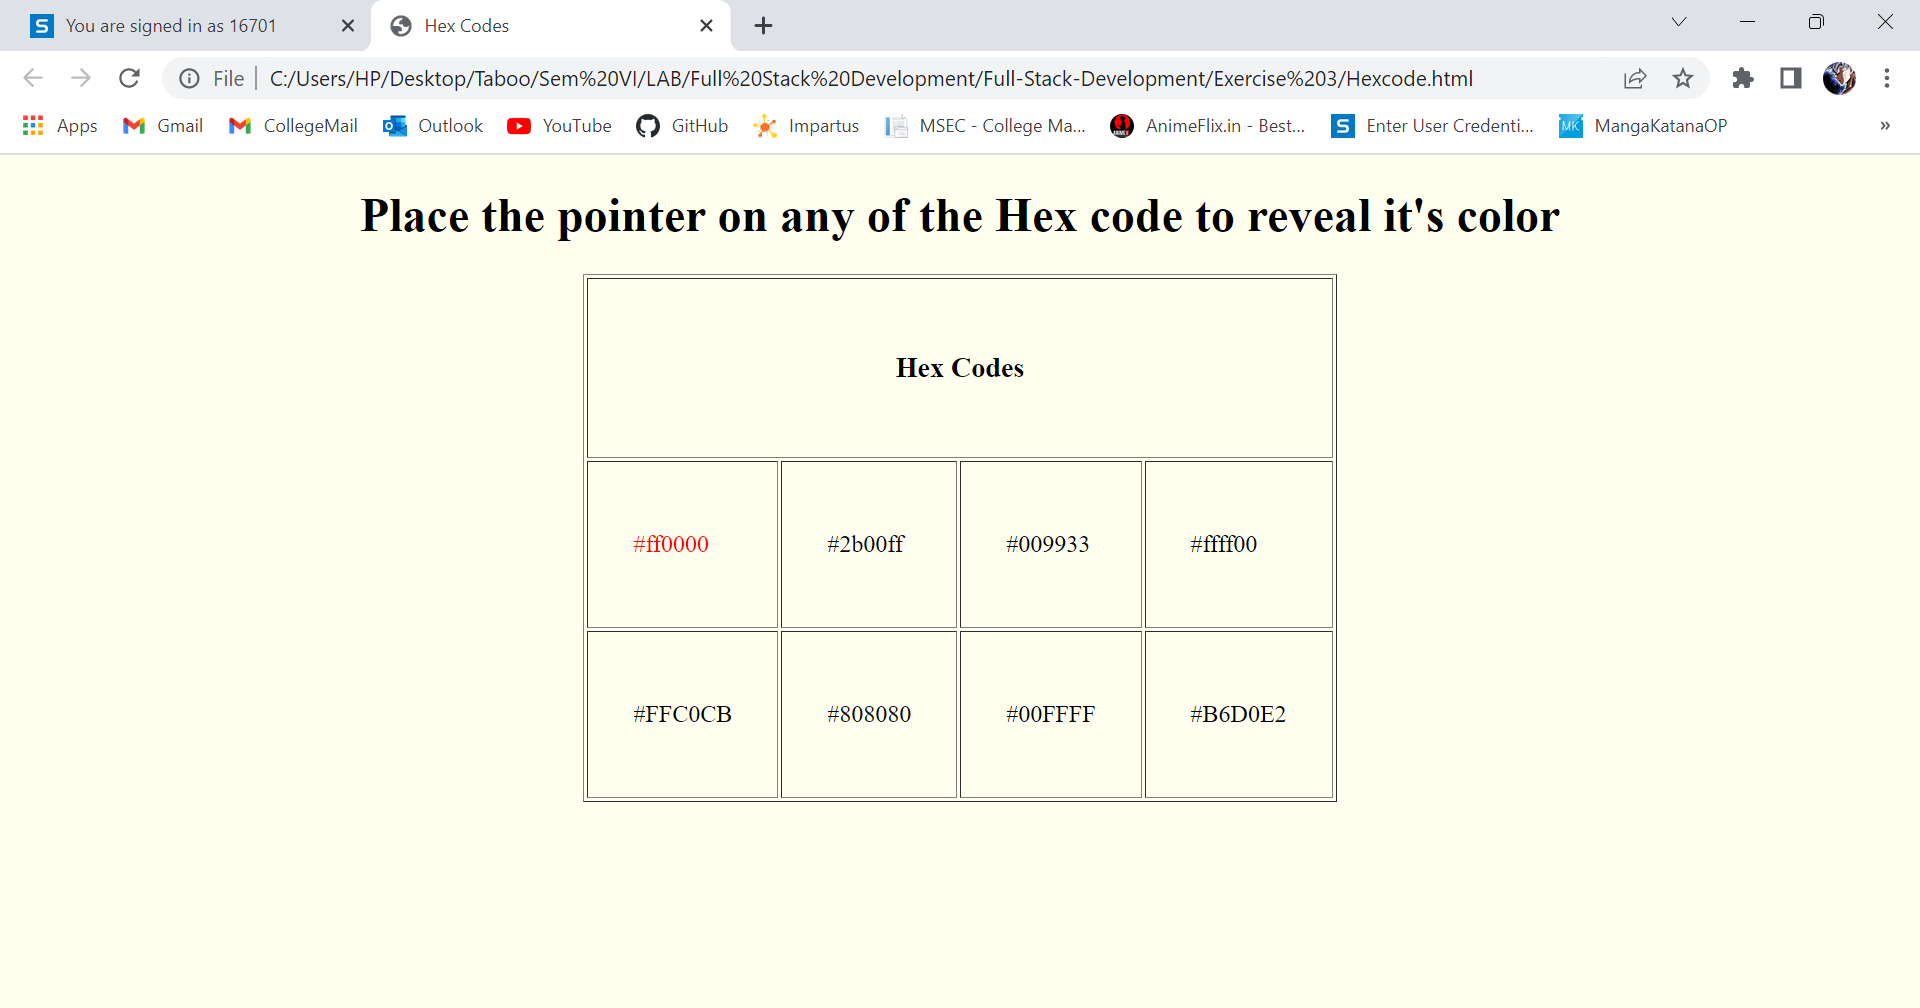 You are signed in as 16701
Hex Codes
File C:/Users/HP/Desktop/Taboo/Sem%20VI/LAB/Full%20Stack%20Development/Full-Stack-Development/Exercise%203/Hexcode.html
Apps Gmail CollegeMail Outlook YouTube GitHub Impartus MSEC - College Ma... AnimeFlix.in - Best... Enter User Credenti... MK MangaKatanaOP »
Place the pointer on any of the Hex code to reveal it's color
Hex Codes
#ff0000 #2b00ff #009933 #ffff00
#FFC0CB #808080 #00FFFF #B6D0E2